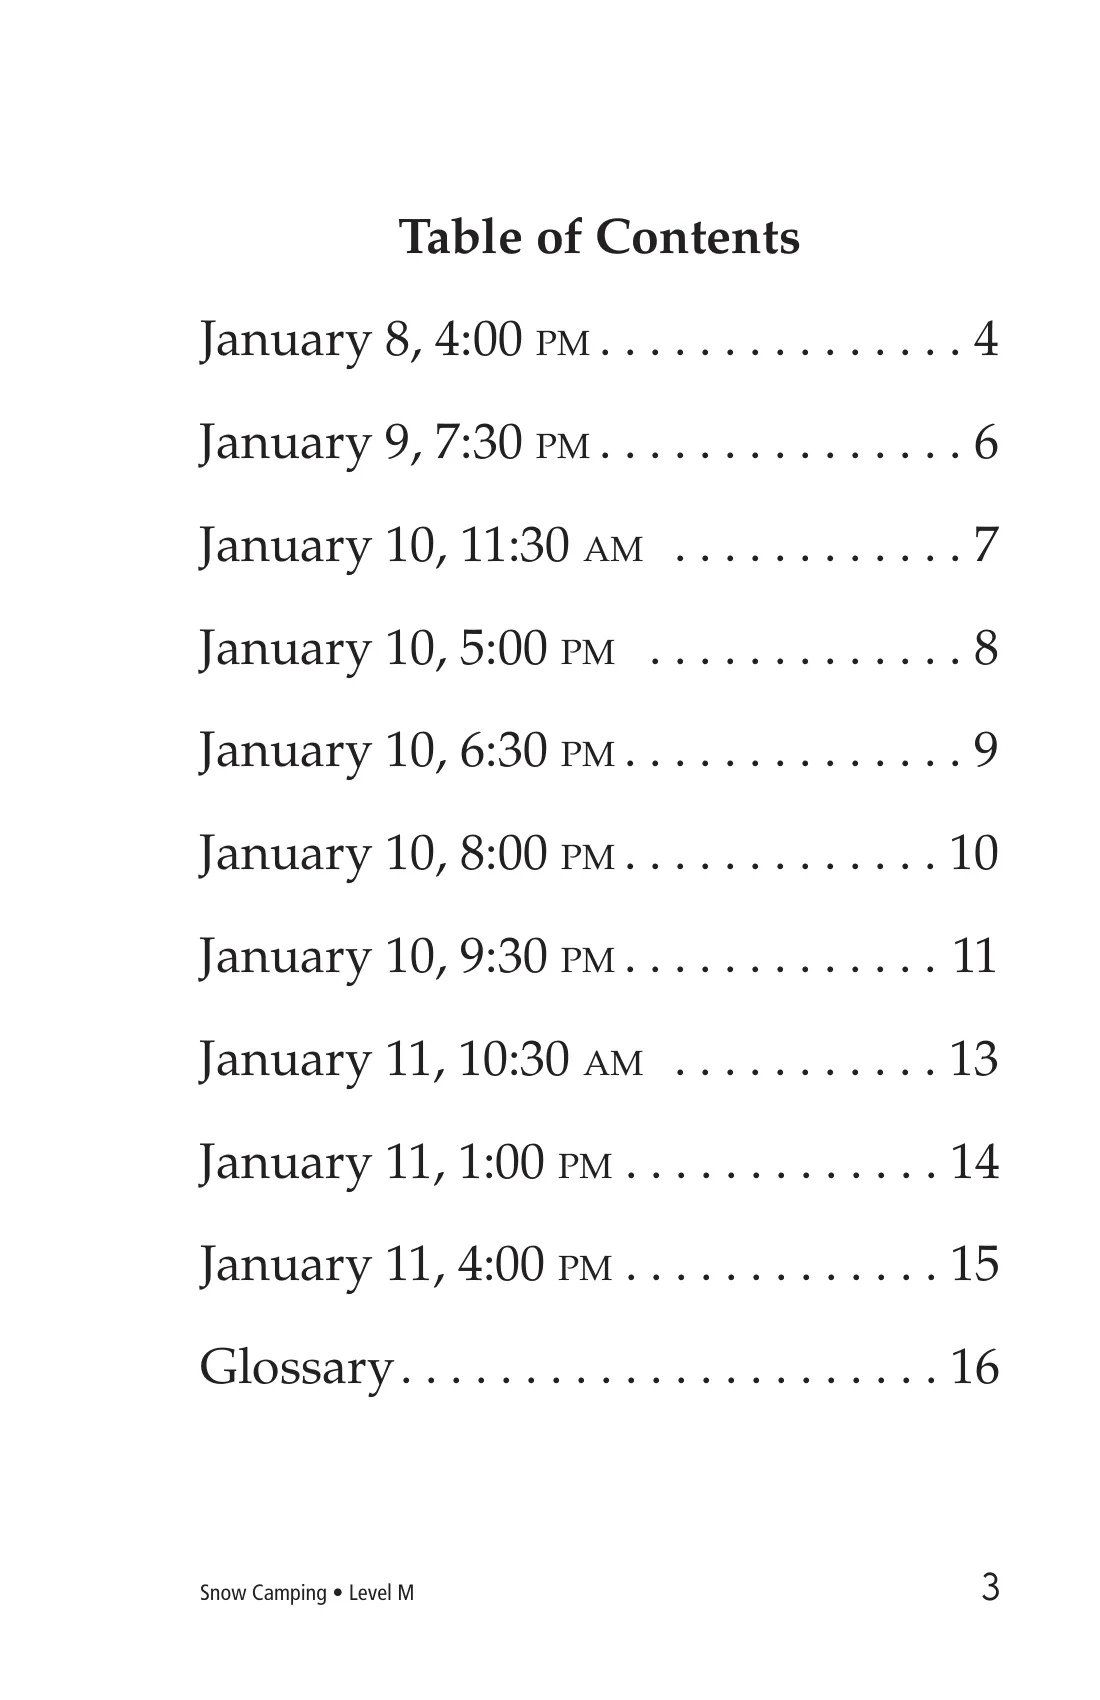 Table of Contents
January 8, 4:00 PM . . . . . . . . . . . . . . . 4
January 9, 7:30 PM . . . . . . . . . . . . . . . 6
January 10, 11:30 AM . . . . . . . . . . . . 7
January 10, 5:00 PM . . . . . . . . . . . . . 8
January 10, 6:30 PM . . . . . . . . . . . . . . 9
January 10, 8:00 PM . . . . . . . . . . . . . 10
January 10, 9:30 PM . . . . . . . . . . . . . 11
January 11, 10:30 AM . . . . . . . . . . . 13
January 11, 1:00 PM . . . . . . . . . . . . . 14
January 11, 4:00 PM . . . . . . . . . . . . . 15
Glossary . . . . . . . . . . . . . . . . . . . . . . 16
Snow Camping • Level M 3